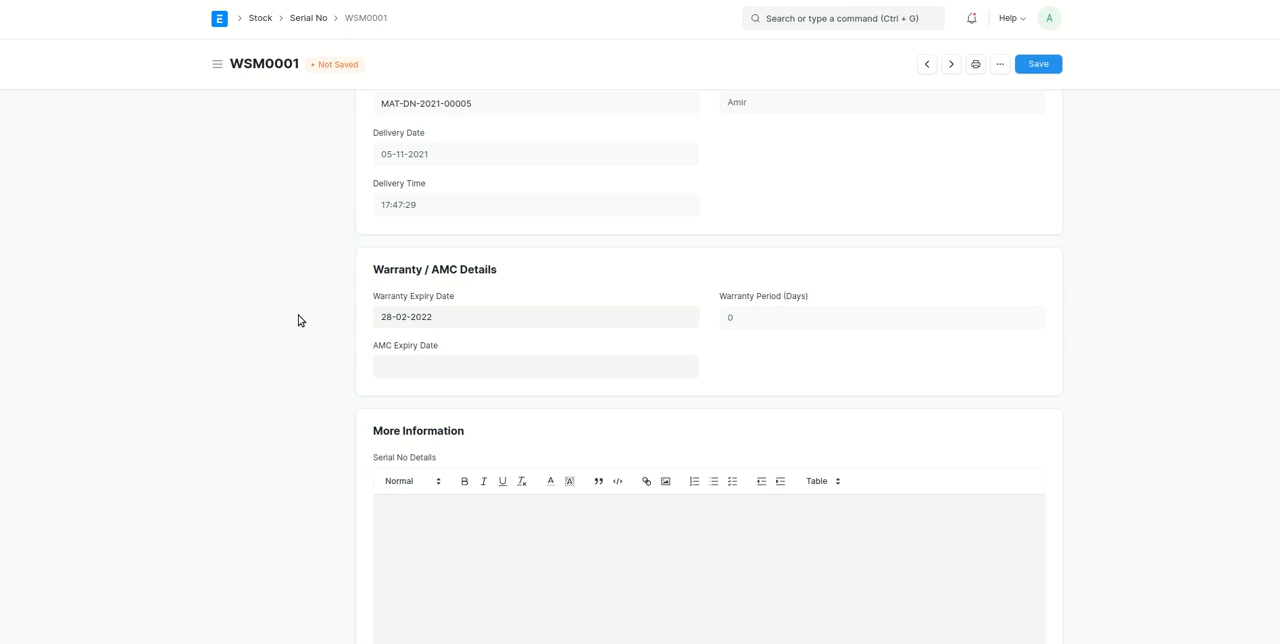 E > Stock > Serial No > WSM0001
Search or type a command (Ctrl + G)
Help
A
WSM0001
• Not Saved
...
Save
MAT-DN-2021-00005
Amir
Delivery Date
05-11-2021
Delivery Time
17:47:29
Warranty / AMC Details
Warranty Expiry Date
28-02-2022
Warranty Period (Days)
0
AMC Expiry Date
More Information
Serial No Details
Normal B I U Tx A A </> Table